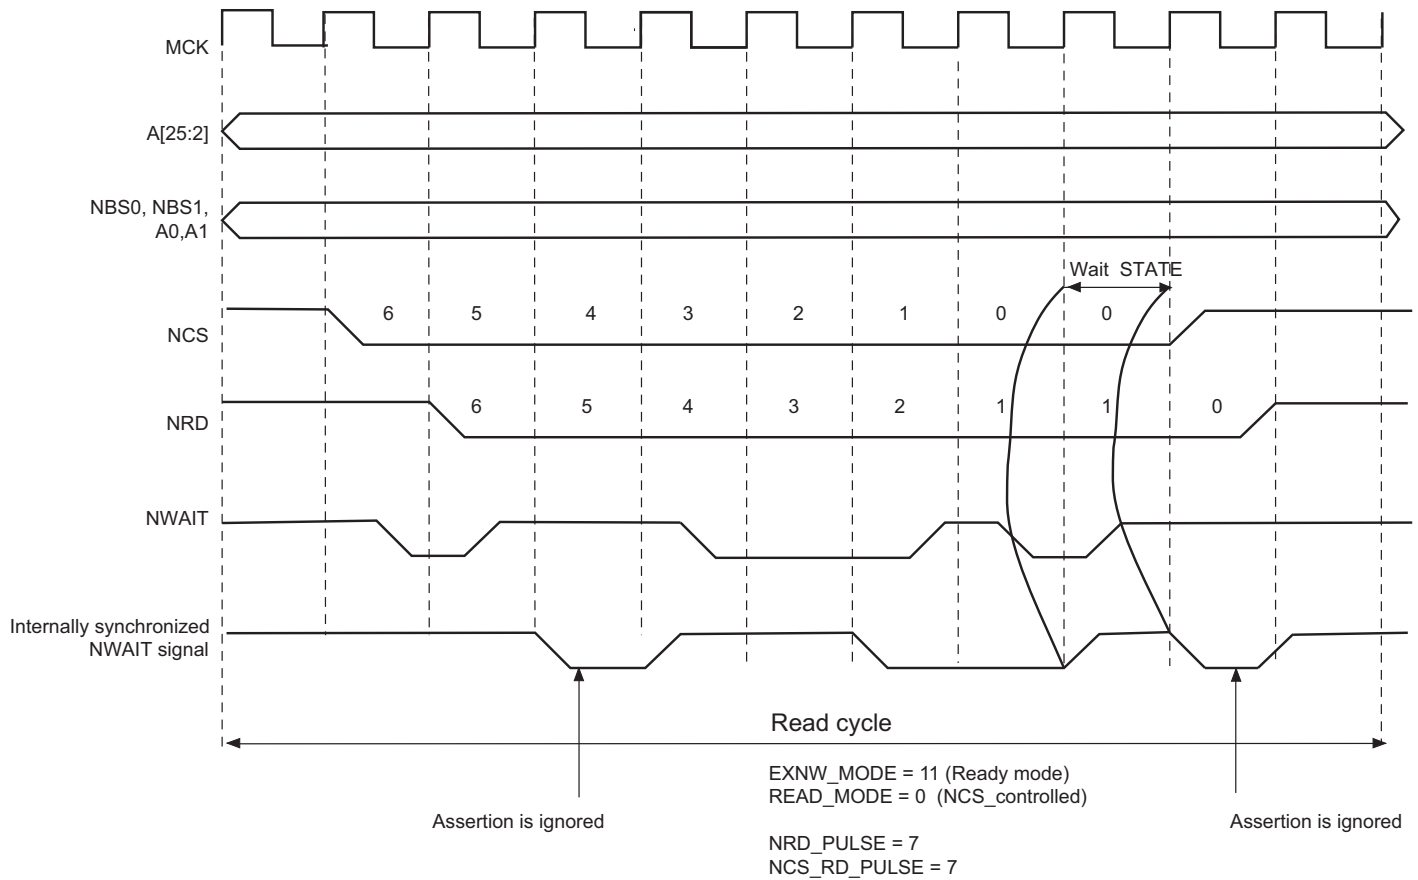 MCK
A[25:2]
NBS0, NBS1,
A0,A1
Wait STATE
NCS
6 5 4 3 2 1 0 0
NRD
6 5 4 3 2 1 1 0
NWAIT
Internally synchronized
NWAIT signal
Read cycle
EXNW_MODE = 11 (Ready mode)
READ_MODE = 0 (NCS_controlled)
Assertion is ignored
Assertion is ignored
NRD_PULSE = 7
NCS_RD_PULSE = 7